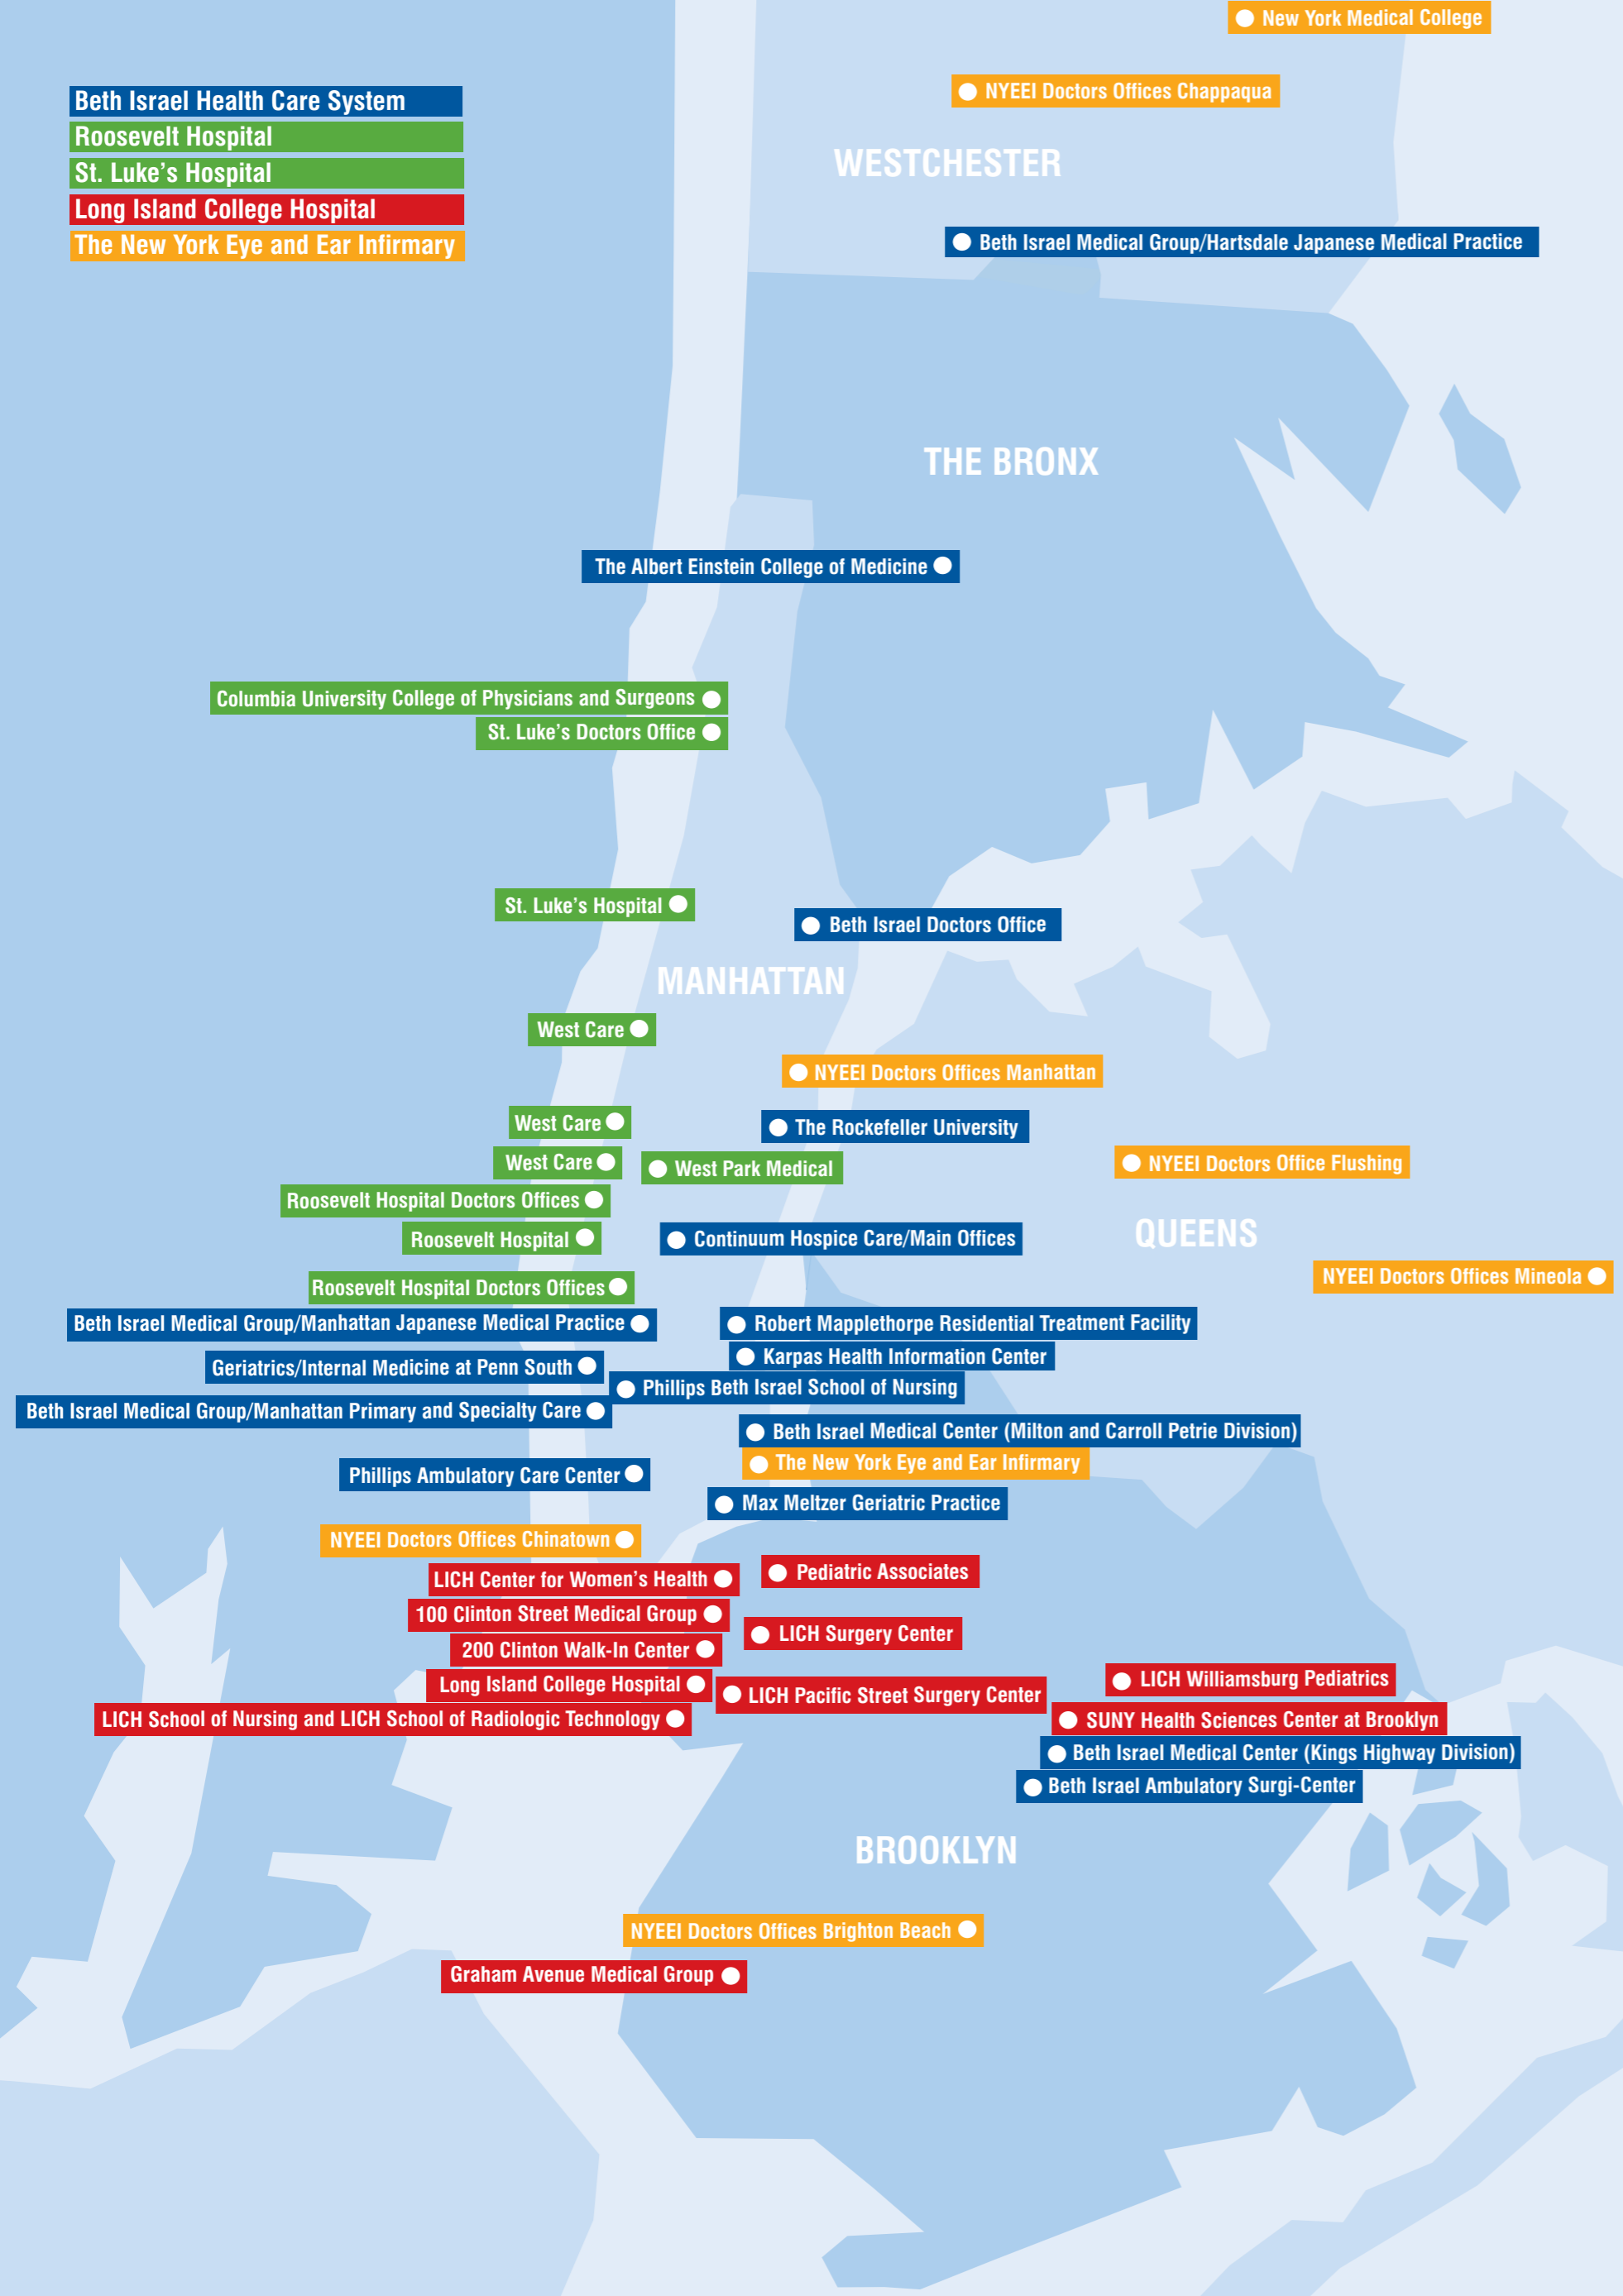 New York Medical College
NYEEI Doctors Offices Chappaqua
Beth Israel Health Care System
Roosevelt Hospital
St. Luke's Hospital
Long Island College Hospital
The New York Eye and Ear Infirmary
WESTCHESTER
Beth Israel Medical Group/Hartsdale Japanese Medical Practice
THE BRONX
The Albert Einstein College of Medicine
Columbia University College of Physicians and Surgeons
St. Luke's Doctors Office
St. Luke's Hospital
Beth Israel Doctors Office
MANHATTAN
West Care
NYEEI Doctors Offices Manhattan
West Care
The Rockefeller University
West Care
West Park Medical
NYEEI Doctors Office Flushing
Roosevelt Hospital Doctors Offices
Roosevelt Hospital
Continuum Hospice Care/Main Offices
QUEENS
NYEEI Doctors Offices Mineola
Roosevelt Hospital Doctors Offices
Beth Israel Medical Group/Manhattan Japanese Medical Practice
Robert Mapplethorpe Residential Treatment Facility
Karpas Health Information Center
Geriatrics/Internal Medicine at Penn South
Phillips Beth Israel School of Nursing
Beth Israel Medical Group/Manhattan Primary and Specialty Care
Beth Israel Medical Center (Milton and Carroll Petrie Division)
The New York Eye and Ear Infirmary
Phillips Ambulatory Care Center
Max Meltzer Geriatric Practice
NYEEI Doctors Offices Chinatown
LICH Center for Women's Health
Pediatric Associates
100 Clinton Street Medical Group
LICH Surgery Center
200 Clinton Walk-In Center
Long Island College Hospital
LICH Pacific Street Surgery Center
LICH Williamsburg Pediatrics
LICH School of Nursing and LICH School of Radiologic Technology
SUNY Health Sciences Center at Brooklyn
Beth Israel Medical Center (Kings Highway Division)
Beth Israel Ambulatory Surgi-Center
BROOKLYN
NYEEI Doctors Offices Brighton Beach
Graham Avenue Medical Group